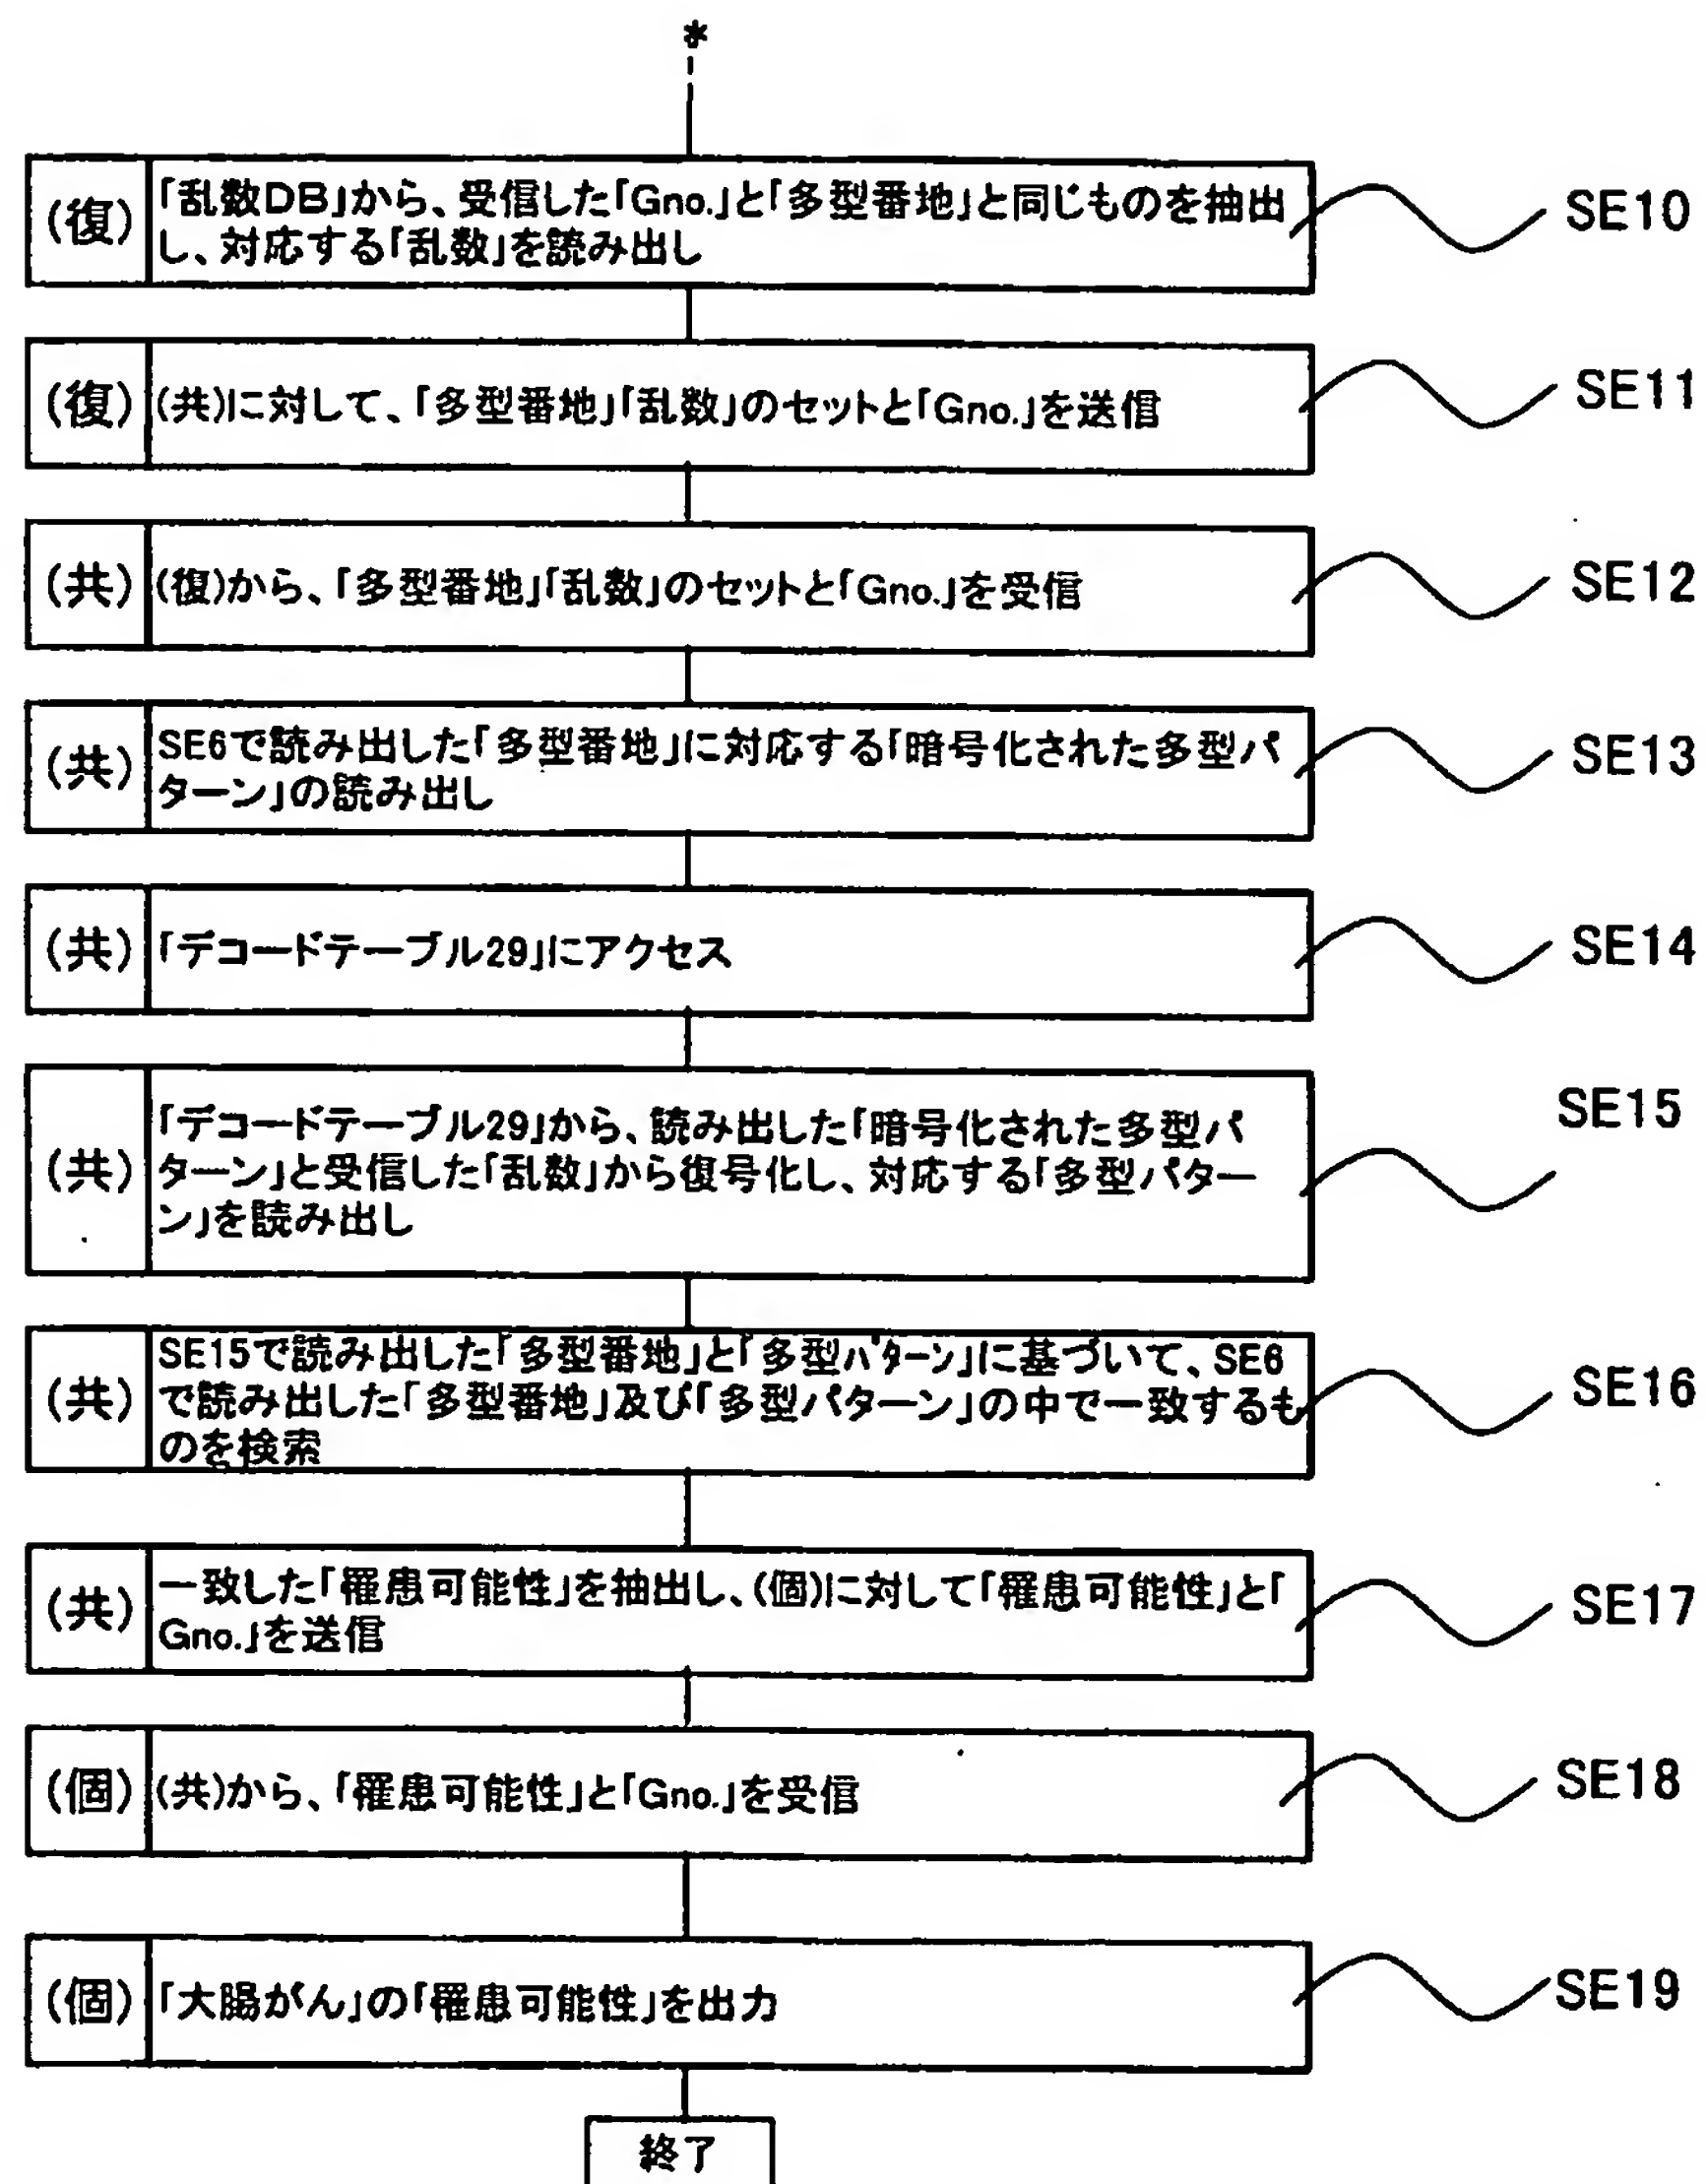 *
(復) 「乱数DB」から、受信した「Gno.」と「多型番地」と同じものを抽出
し、対応する「乱数」を読み出し
SE10
(復) (共)に対して、「多型番地」「乱数」のセットと「Gno.」を送信
SE11
(共) (復)から、「多型番地」「乱数」のセットと「Gno.」を受信
SE12
(共) SE6で読み出した「多型番地」に対応する「暗号化された多型パ
ターン」の読み出し
SE13
(共) 「デコードテーブル29」にアクセス
SE14
(共) 「デコードテーブル29」から、読み出した「暗号化された多型パ
ターン」と受信した「乱数」から復号化し、対応する「多型パター
ン」を読み出し
SE15
(共) SE15で読み出した「多型番地」と「多型パターン」に基づいて、SE6
で読み出した「多型番地」及び「多型パターン」の中で一致するも
のを検索
SE16
(共) 一致した「罹患可能性」を抽出し、(個)に対して「罹患可能性」と「
Gno.」を送信
SE17
(個) (共)から、「罹患可能性」と「Gno.」を受信
SE18
(個) 「大腸がん」の「罹患可能性」を出力
SE19
終了